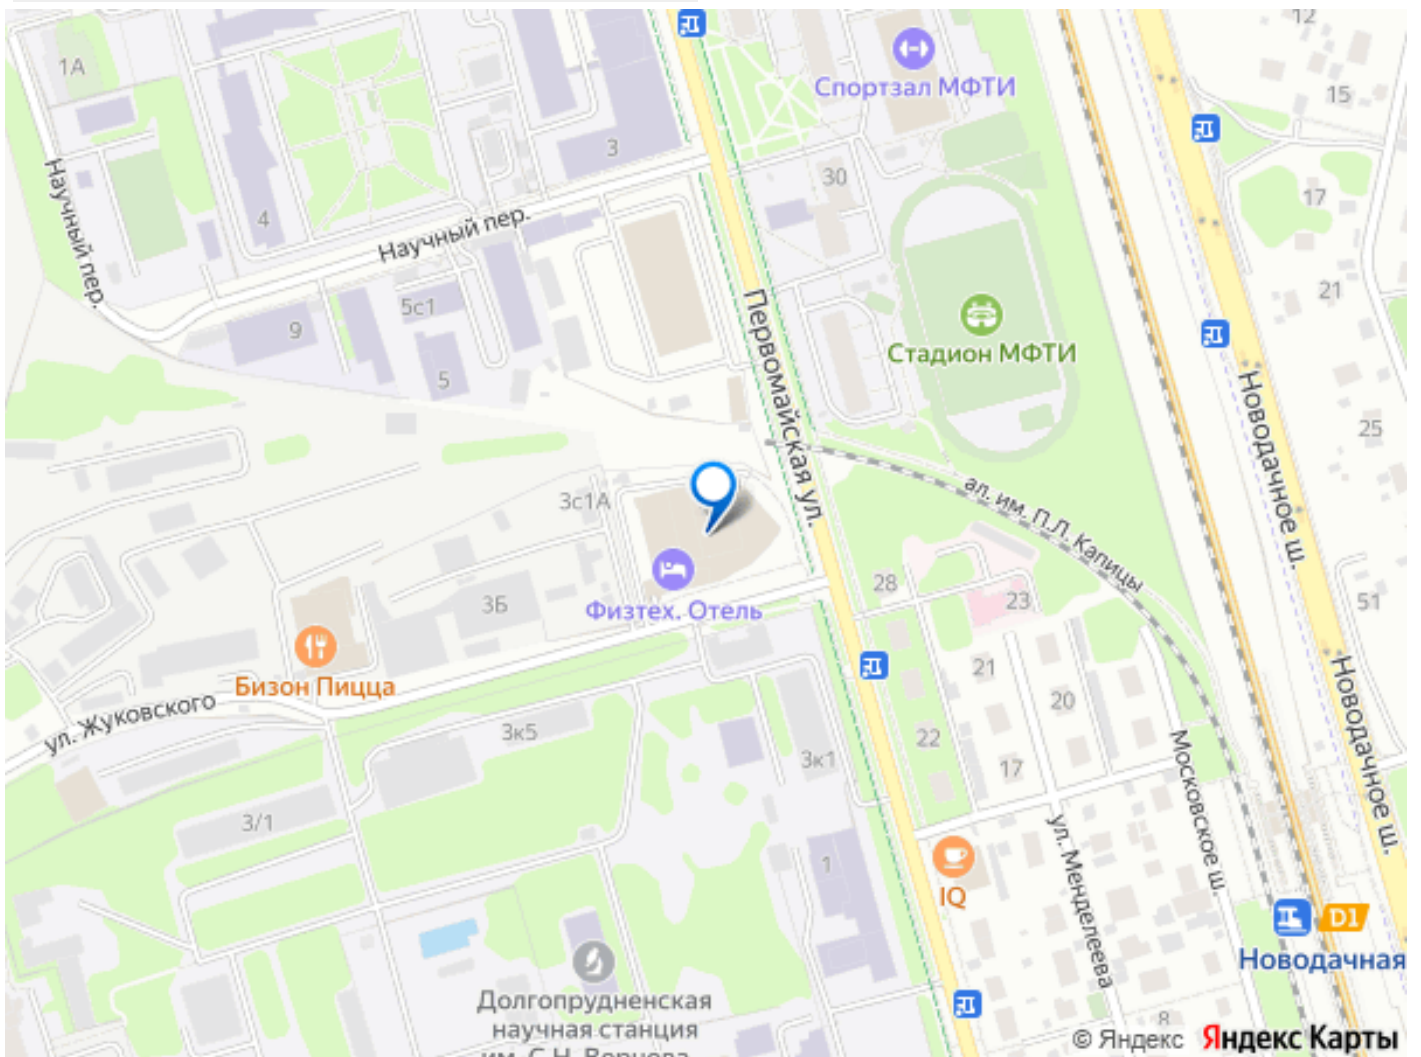 12
1А
Спортзал МФТИ
15
3
30
17
Научный пер.
4
Научный пер.
21
5с1
9
Первомайская ул.
Стадион МФТИ
5
Новодачное ш.
25
3с1А
ал. им. П.Л. Капицы
28
23
51
3Б
Физтех. Отель
21
Бизон Пицца
20
Новодачное ш.
ул. Жуковского
3к5
22
3к1
17
Московское ш.
3/1
ул. Менделеева
1
IQ
D1
Новодачная
Долгопрудненская
научная станция
им. С.Н. Вернова
8
© Яндекс Яндекс Карты